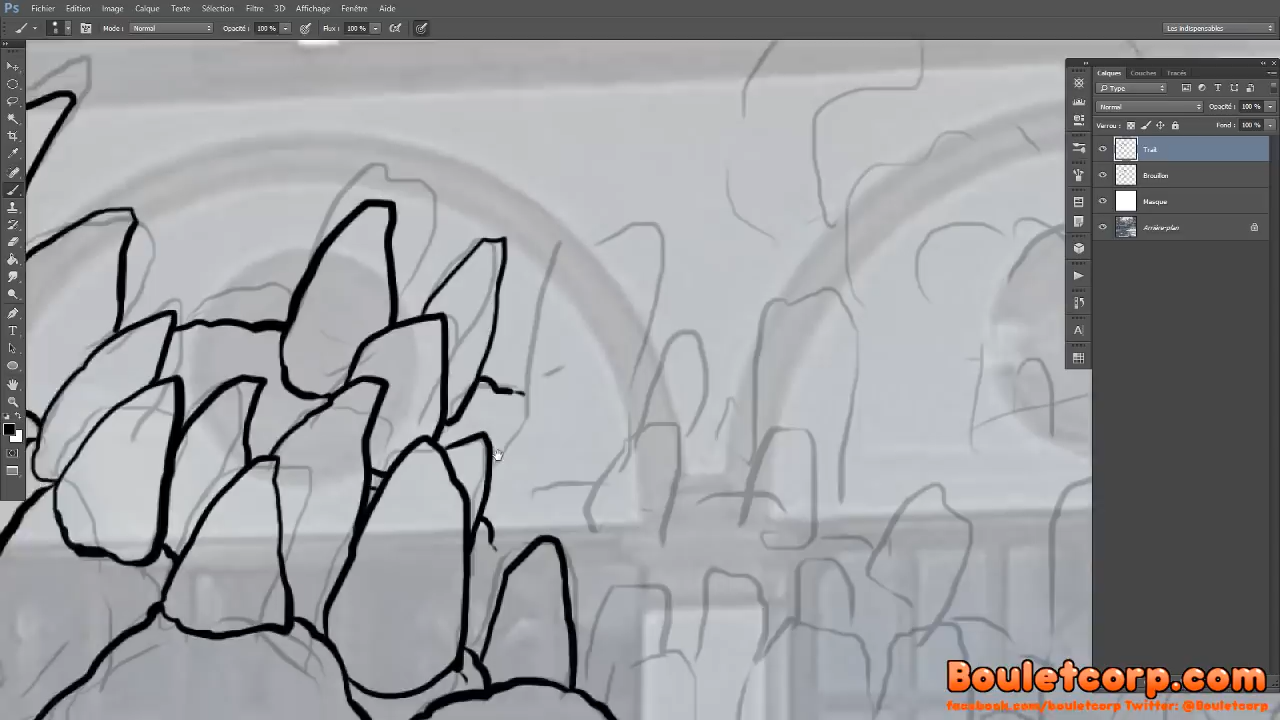 Ps Fichier Edition Image Calque Texte Sélection Filtre 3D Affichage Fenêtre Aide
Mode : Normal Opacité : 100 % Flux : 100 % Les indispensables
Calques Couches Tracés
Type
Normal Opacité : 100 %
Verrou : Fond : 100 %
Trait
Brouillon
Masque
Arrière-plan
Bouletcorp.com
facebook.com/bouletcorp Twitter: @Bouletcorp